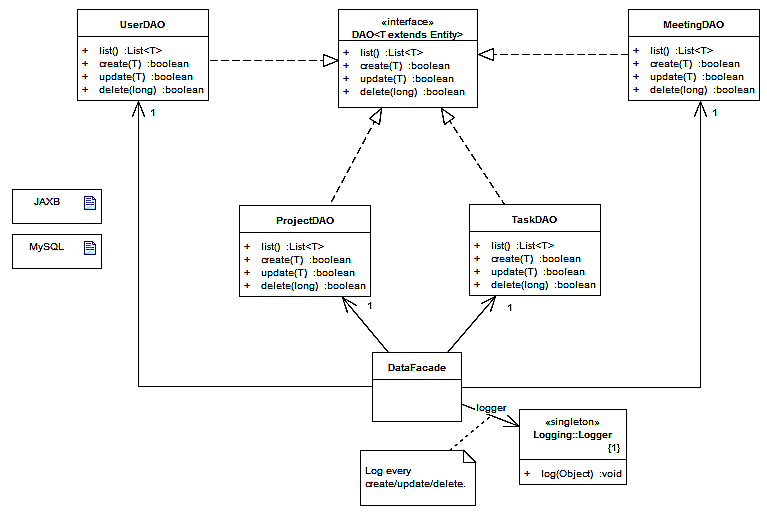 UserDAO
+ list() :List<T>
+ create(T) :boolean
+ update(T) :boolean
+ delete(long) :boolean
«interface»
DAO<T extends Entity>
+ list() :List<T>
+ create(T) :boolean
+ update(T) :boolean
+ delete(long) :boolean
MeetingDAO
+ list() :List<T>
+ create(T) :boolean
+ update(T) :boolean
+ delete(long) :boolean
1
1
JAXB
MySQL
ProjectDAO
+ list() :List<T>
+ create(T) :boolean
+ update(T) :boolean
+ delete(long) :boolean
TaskDAO
+ list() :List<T>
+ create(T) :boolean
+ update(T) :boolean
+ delete(long) :boolean
1
1
DataFacade
logger
«singleton»
Logging::Logger
{1}
+ log(Object) :void
Log every
create/update/delete.